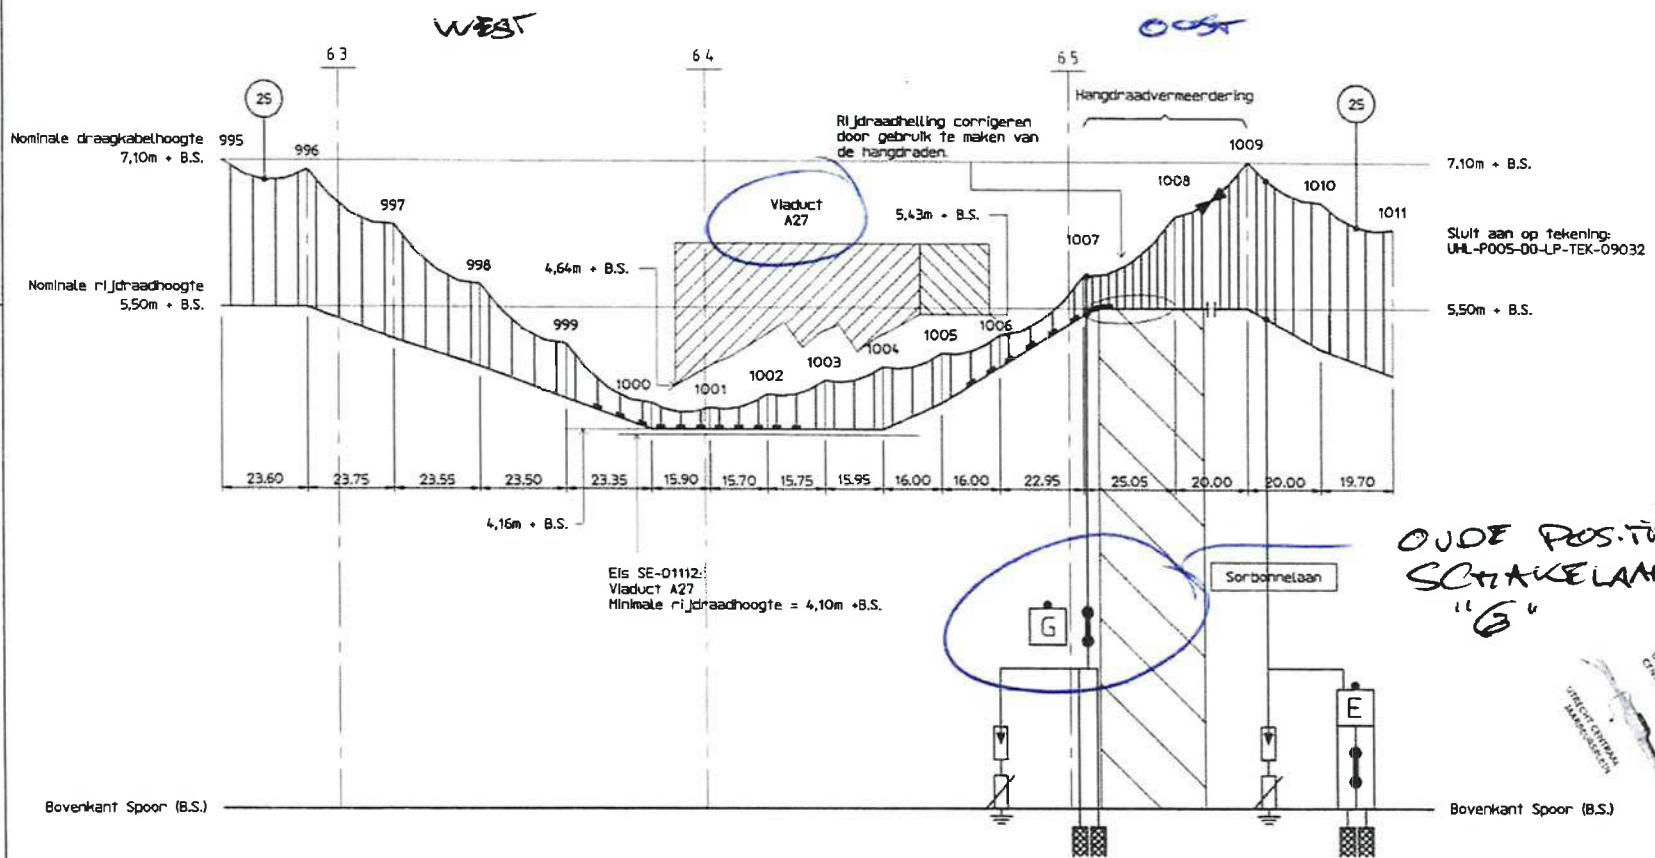 WEST
OOST
63
64
65
25
Hangdraadvermeerdering
25
Nominale draagkabelhoogte
7,10m + B.S.
995
996
997
998
999
1000
1001
1002
1003
1004
1005
1006
1007
1008
1009
1010
1011
Rijdraadhelling corrigeren
door gebruik te maken van
de hangdraden.
Viaduct
A27
5,43m + B.S.
4,64m + B.S.
7,10m + B.S.
Sluit aan op tekening:
UHL-P005-00-LP-TEK-09032
Nominale rijdraadhoogte
5,50m + B.S.
5,50m + B.S.
23.60
23.75
23.55
23.50
23.35
15.90
15.70
15.75
15.95
16.00
16.00
22.95
25.05
20.00
20.00
19.70
4,16m + B.S.
Eis SE-01112:
Viaduct A27
Minimale rijdraadhoogte = 4,10m +B.S.
Sorbonnelaan
OUDE
SCHAKELAAR
"G"
G
E
UTRECHT CENTRAAL
JAARBEURSPLEIN
Bovenkant Spoor (B.S.)
Bovenkant Spoor (B.S.)